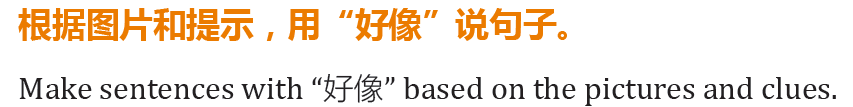 根据图片和提示，用“好像”说句子。
Make sentences with “好像” based on the pictures and clues.